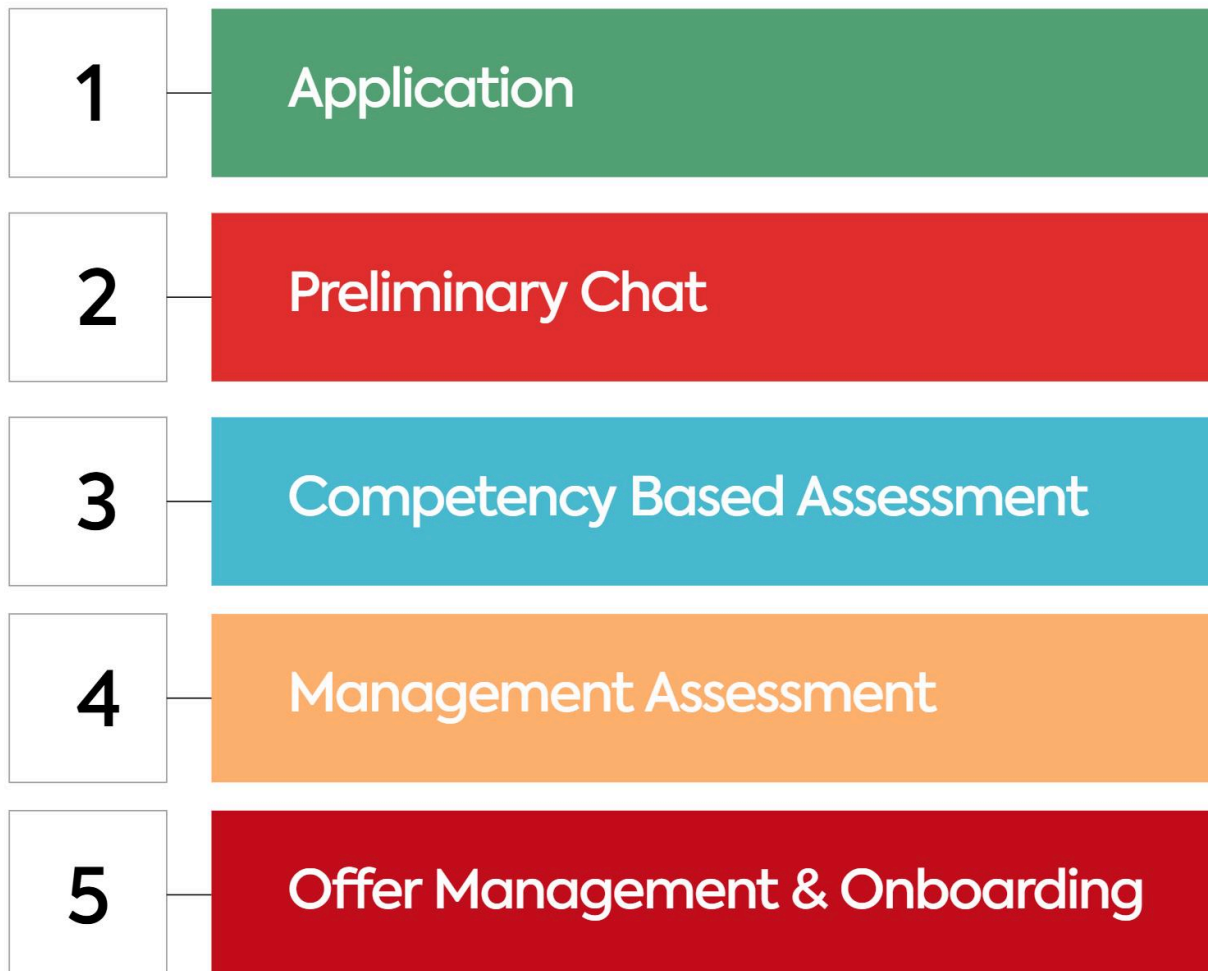 1 Application
2 Preliminary Chat
3 Competency Based Assessment
4 Management Assessment
5 Offer Management & Onboarding